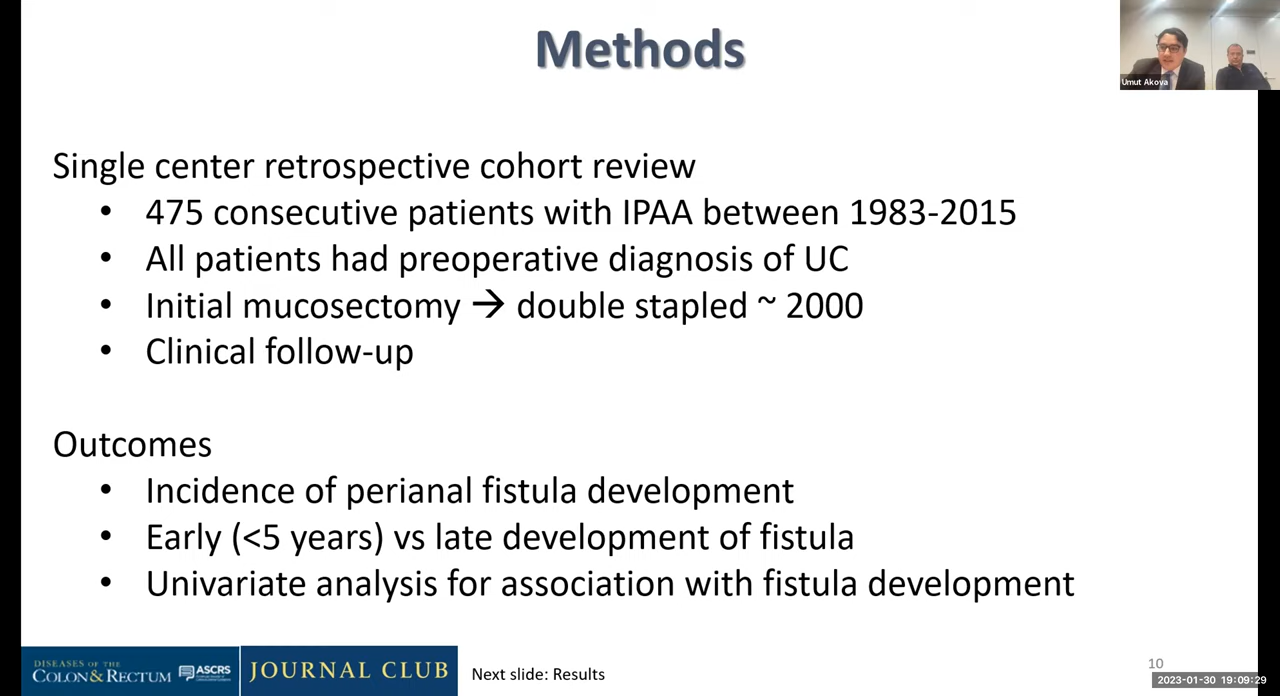 Methods
Umut Akova
Single center retrospective cohort review
• 475 consecutive patients with IPAA between 1983-2015
• All patients had preoperative diagnosis of UC
• Initial mucosectomy → double stapled ~ 2000
• Clinical follow-up
Outcomes
• Incidence of perianal fistula development
• Early (<5 years) vs late development of fistula
• Univariate analysis for association with fistula development
DISEASES OF THE
COLON & RECTUM
ASCRS
JOURNAL CLUB
Next slide: Results
10
2023-01-30 19:09:29